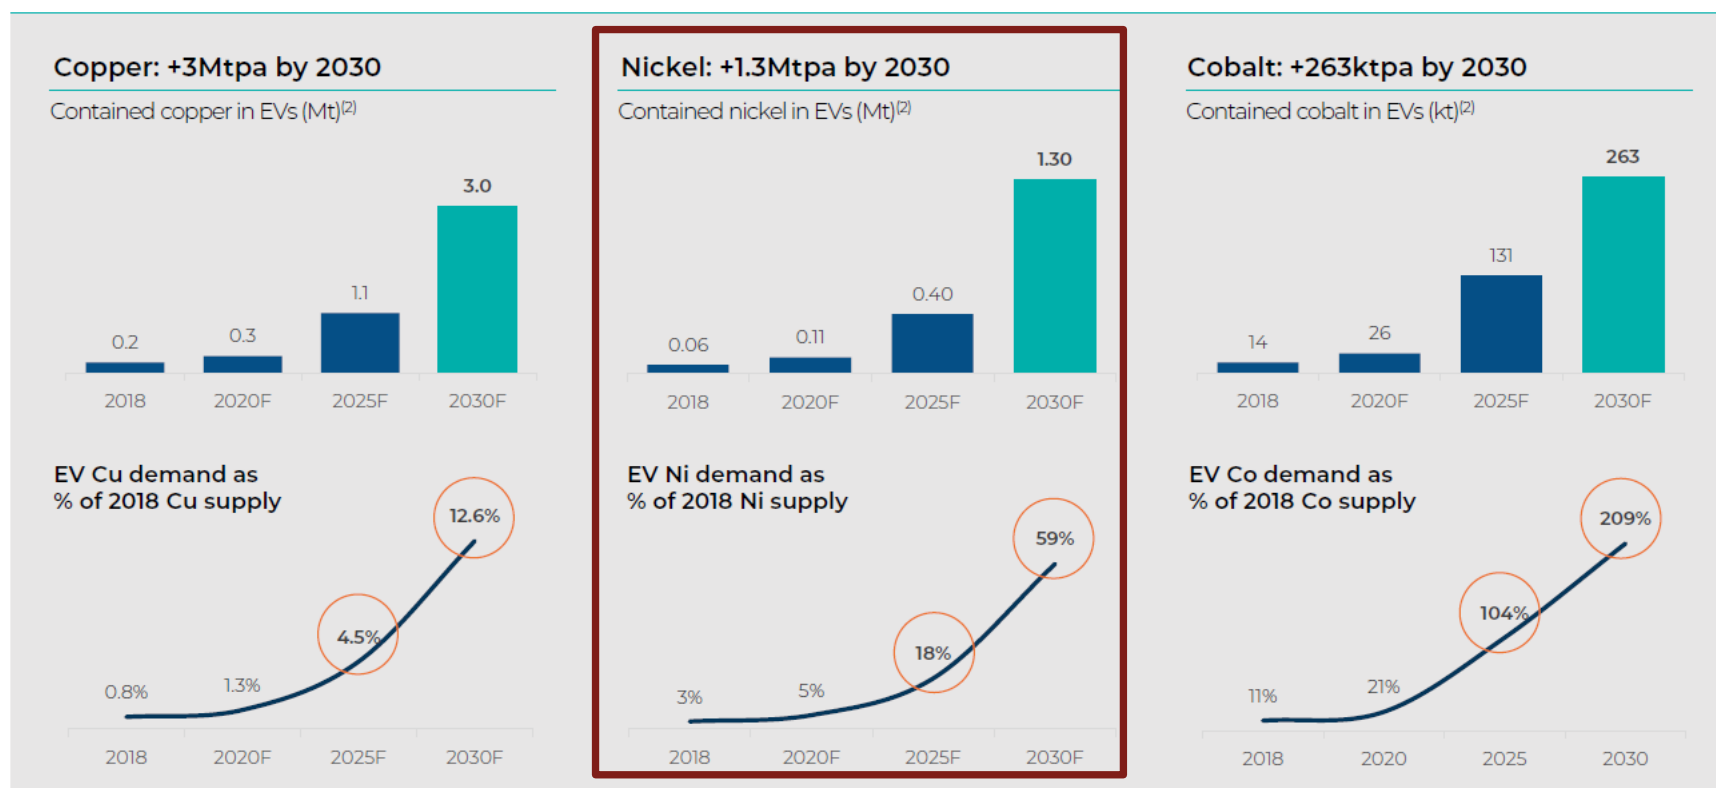 Copper: +3Mtpa by 2030
Contained copper in EVs (Mt)(2)
3.0
1.1
0.3
0.2
2018 2020F 2025F 2030F
EV Cu demand as
% of 2018 Cu supply
12.6%
4.5%
1.3%
0.8%
2018 2020F 2025F 2030F
Nickel: +1.3Mtpa by 2030
Contained nickel in EVs (Mt)(2)
1.30
0.40
0.11
0.06
2018 2020F 2025F 2030F
EV Ni demand as
% of 2018 Ni supply
59%
18%
5%
3%
2018 2020F 2025F 2030F
Cobalt: +263ktpa by 2030
Contained cobalt in EVs (kt)(2)
263
131
26
14
2018 2020F 2025F 2030F
EV Co demand as
% of 2018 Co supply
209%
104%
21%
11%
2018 2020 2025 2030